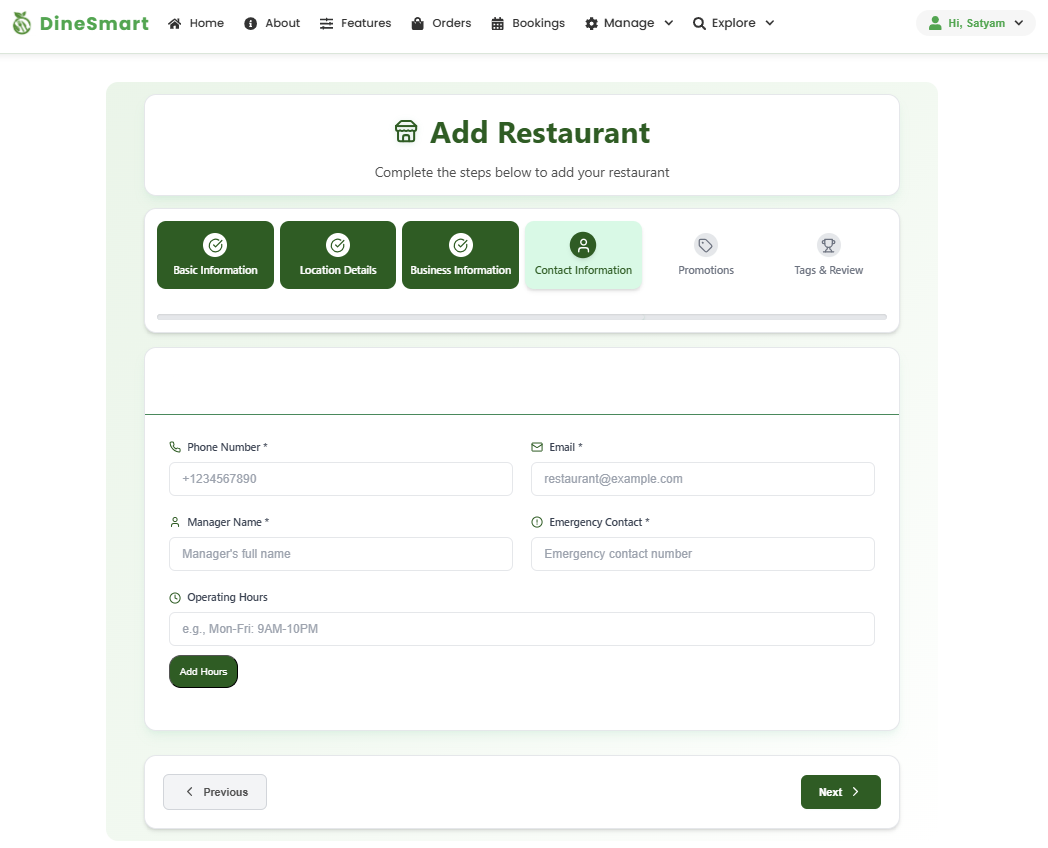 DineSmart Home About Features Orders Bookings Manage Explore Hi, Satyam
Add Restaurant
Complete the steps below to add your restaurant
Basic Information Location Details Business Information Contact Information Promotions Tags & Review
Phone Number * Email *
+1234567890 restaurant@example.com
Manager Name * Emergency Contact *
Manager's full name Emergency contact number
Operating Hours
e.g., Mon-Fri: 9AM-10PM
Add Hours
Previous Next